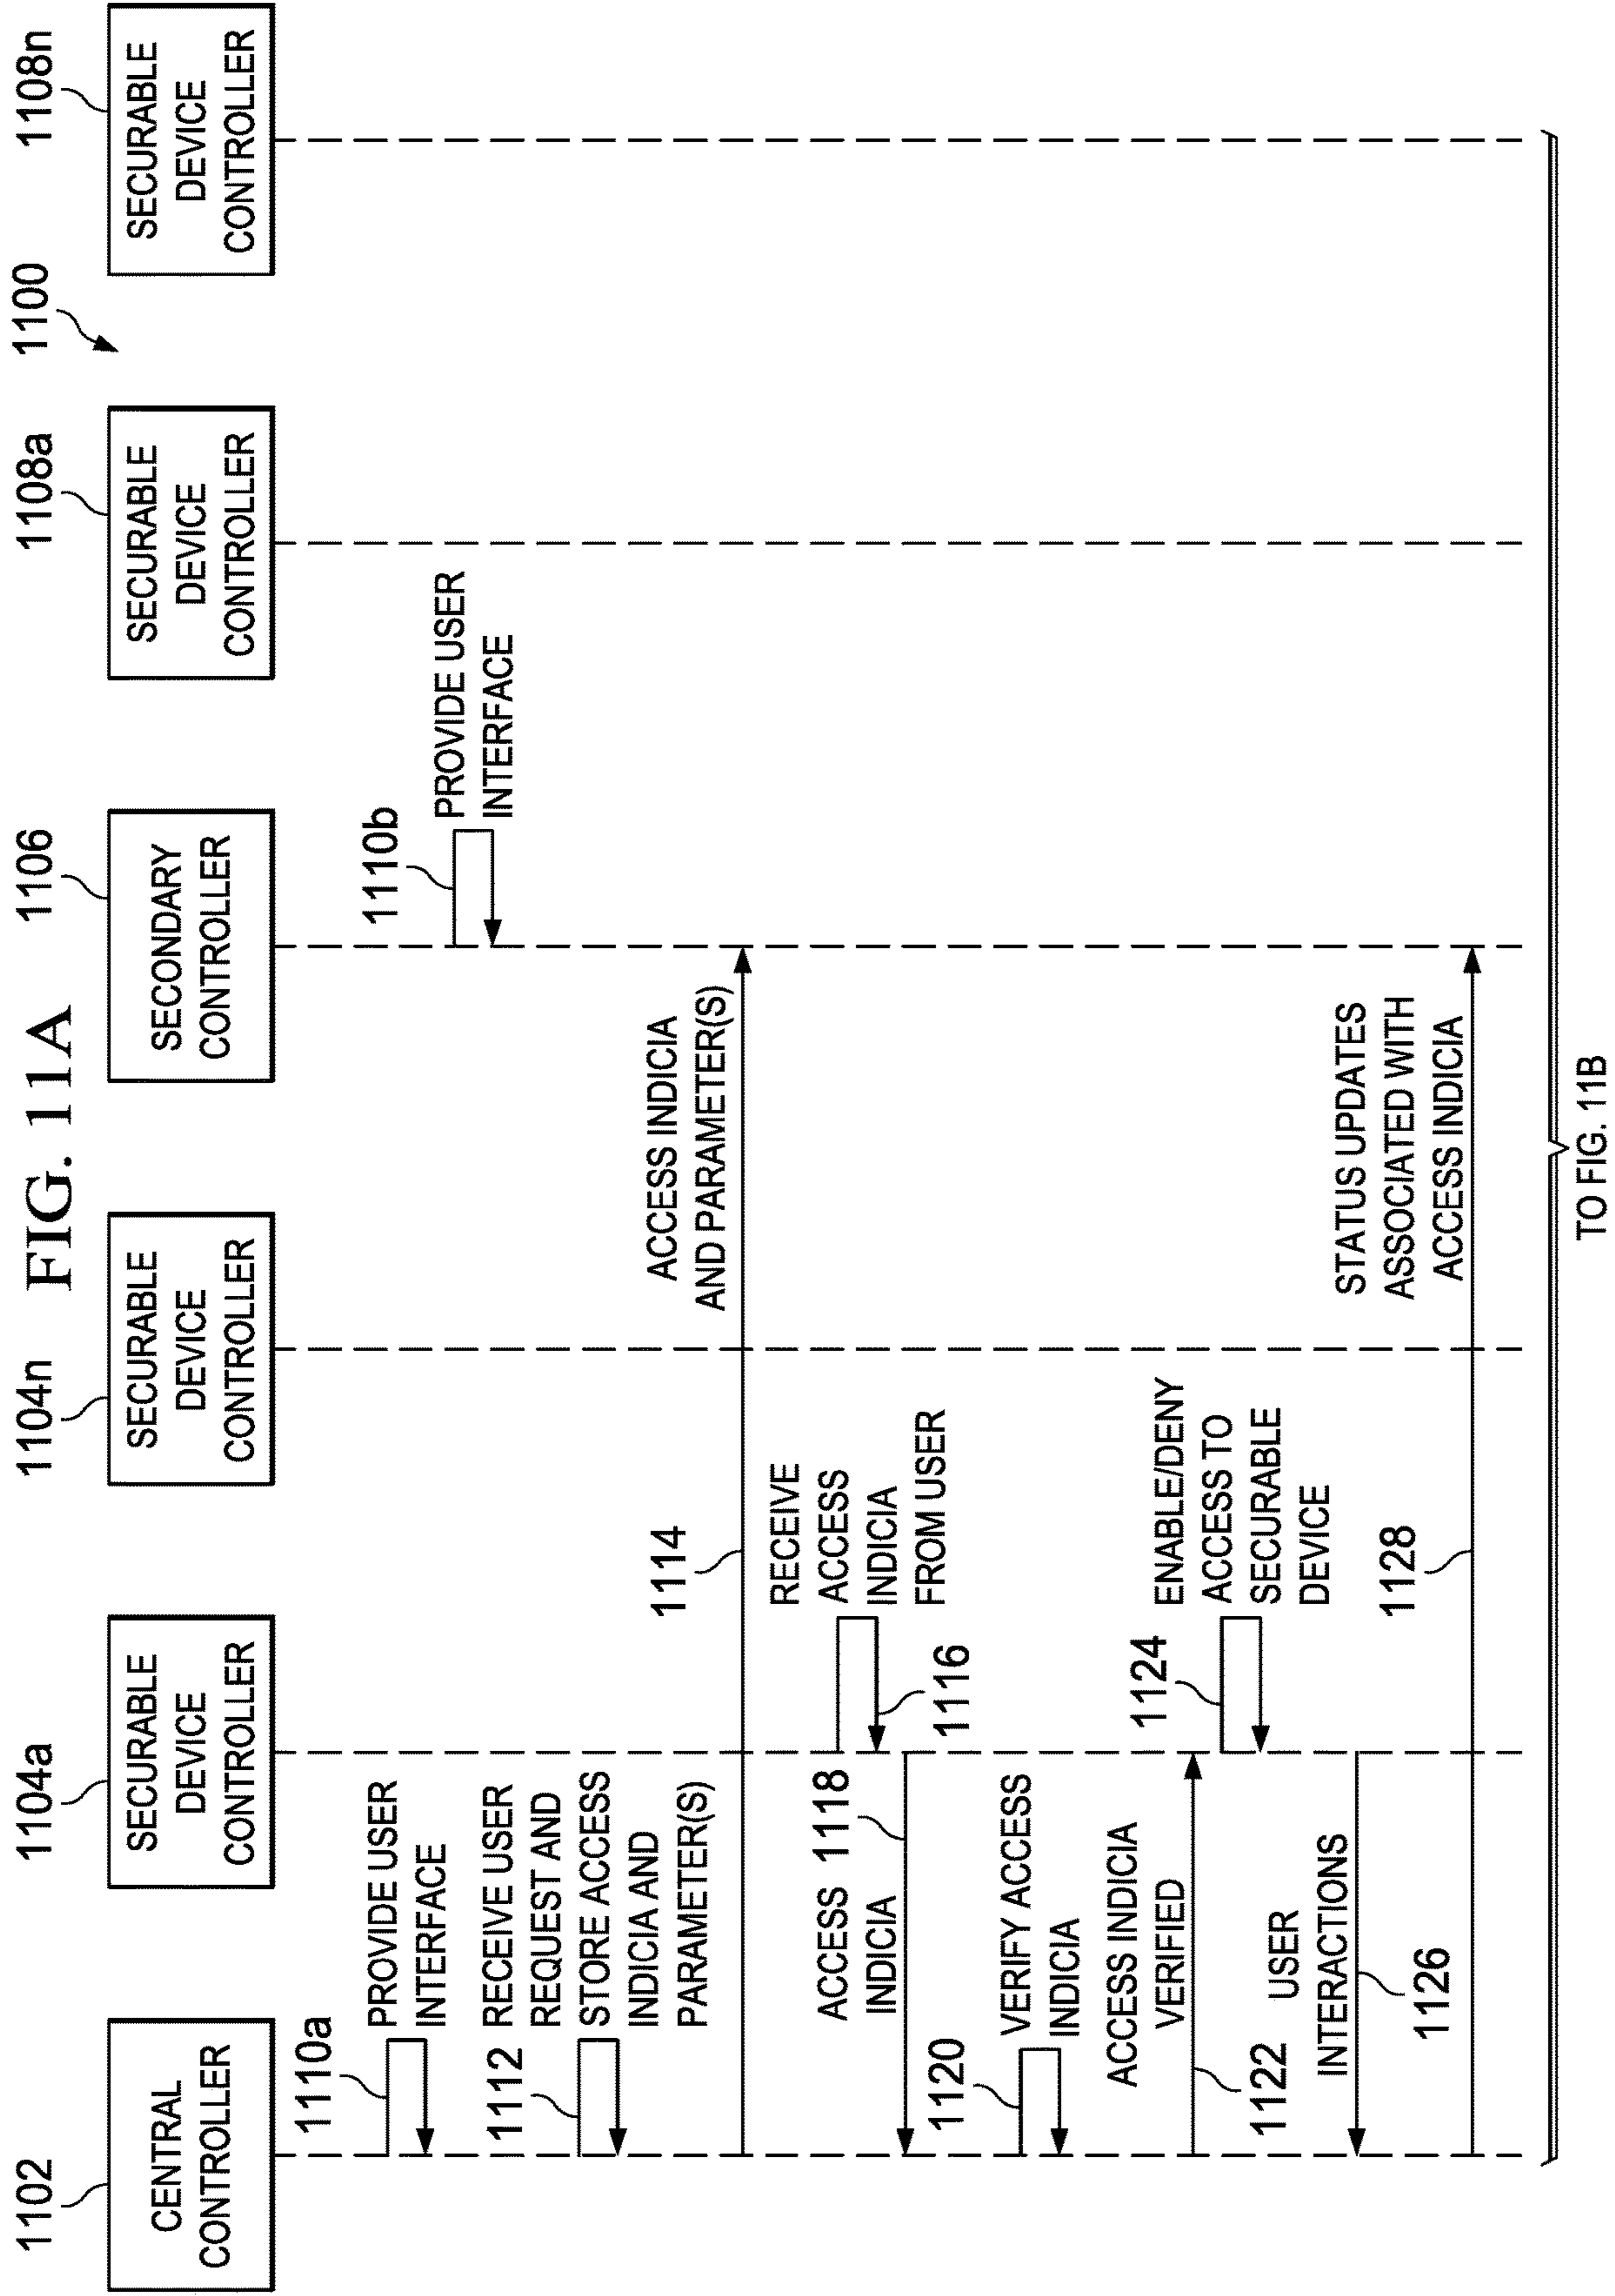 FIG. 11A
1100
1102
CENTRAL
CONTROLLER
1104a
SECURABLE
DEVICE
CONTROLLER
1104n
SECURABLE
DEVICE
CONTROLLER
1106
SECONDARY
CONTROLLER
1108a
SECURABLE
DEVICE
CONTROLLER
1108n
SECURABLE
DEVICE
CONTROLLER
1110a
PROVIDE USER
INTERFACE
1110b
PROVIDE USER
INTERFACE
1112
RECEIVE USER
REQUEST AND
STORE ACCESS
INDICIA AND
PARAMETER(S)
1114
ACCESS INDICIA
AND PARAMETER(S)
RECEIVE
ACCESS
INDICIA
FROM USER
1116
ACCESS
INDICIA
1118
1120
VERIFY ACCESS
INDICIA
ACCESS INDICIA
VERIFIED
1122
1124
ENABLE/DENY
ACCESS TO
SECURABLE
DEVICE
USER
INTERACTIONS
1126
1128
STATUS UPDATES
ASSOCIATED WITH
ACCESS INDICIA
TO FIG. 11B